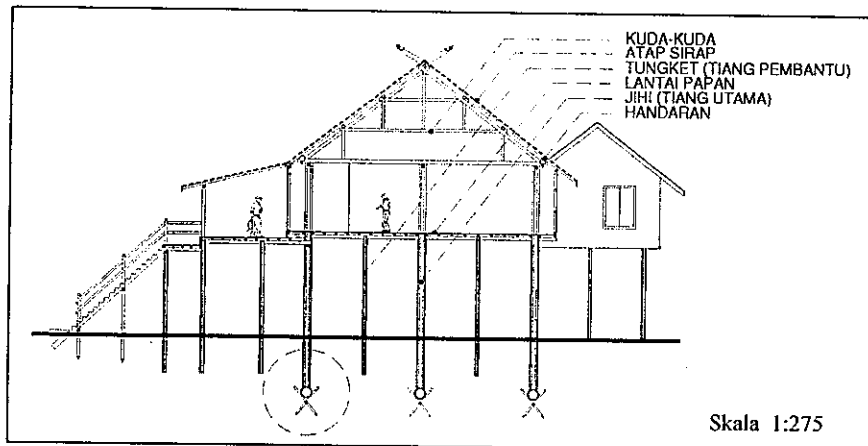 KUDA-KUDA
ATAP SIRAP
TUNGKET (TIANG PEMBANTU)
LANTAI PAPAN
JIHI (TIANG UTAMA)
HANDARAN
Skala 1:275